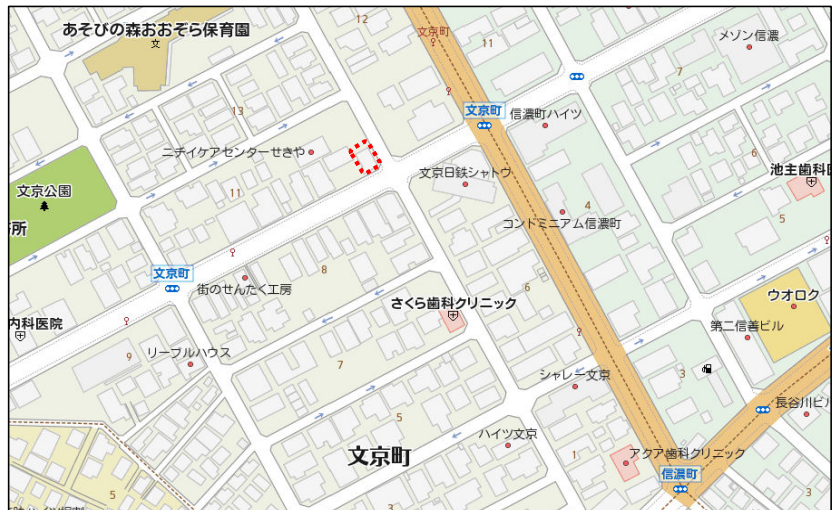 12
あそびの森おおぞら保育園
文京町
11
メゾン信濃
7
13
文京町
信濃町ハイツ
ニチイケアセンターせきや
文京日鉄シャトウ
池主歯科医
文京公園
11
4
コンドミニアム信濃町
5
所
文京町
8
街のせんたく工房
6
さくら歯科クリニック
ウオロク
内科医院
第二信善ビル
9
リーブルハウス
7
シャレー文京
3
長谷川ビル
5
ハイツ文京
文京町
1
アクア歯科クリニック
5
信濃町